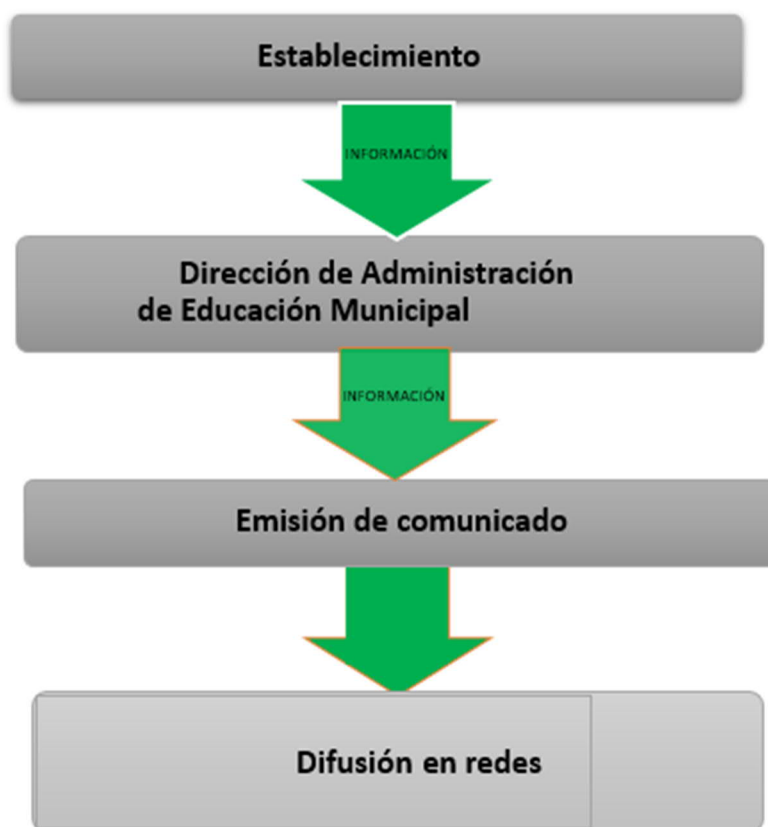 Establecimiento
INFORMACIÓN
Dirección de Administración
de Educación Municipal
INFORMACIÓN
Emisión de comunicado
Difusión en redes